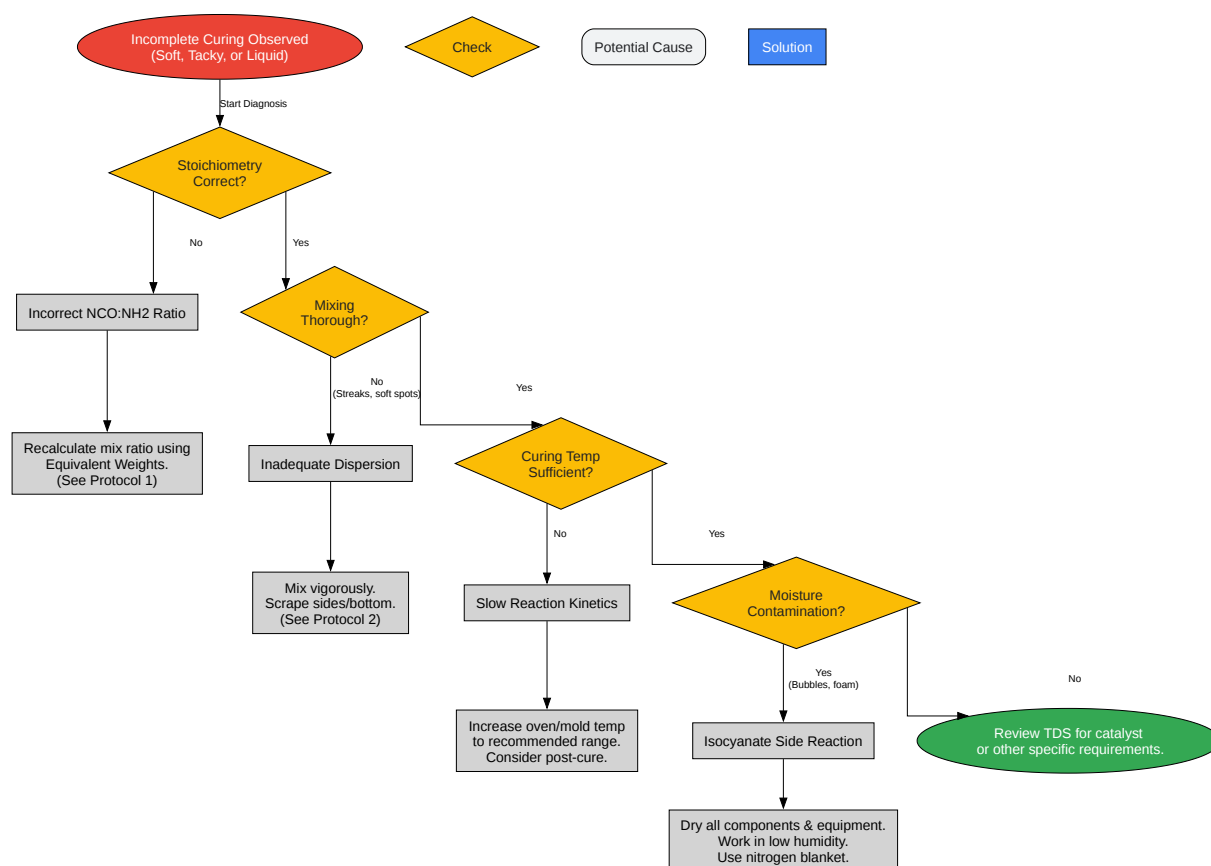 Incomplete Curing Observed
(Soft, Tacky, or Liquid)
Check
Potential Cause
Solution
Start Diagnosis
Stoichiometry
Correct?
No
Yes
Incorrect NCO:NH2 Ratio
Mixing
Thorough?
No
(Streaks, soft spots)
Yes
Recalculate mix ratio using
Equivalent Weights.
(See Protocol 1)
Inadequate Dispersion
Curing Temp
Sufficient?
No
Yes
Mix vigorously.
Scrape sides/bottom.
(See Protocol 2)
Slow Reaction Kinetics
Moisture
Contamination?
Yes
(Bubbles, foam)
No
Increase oven/mold temp
to recommended range.
Consider post-cure.
Isocyanate Side Reaction
Review TDS for catalyst
or other specific requirements.
Dry all components & equipment.
Work in low humidity.
Use nitrogen blanket.